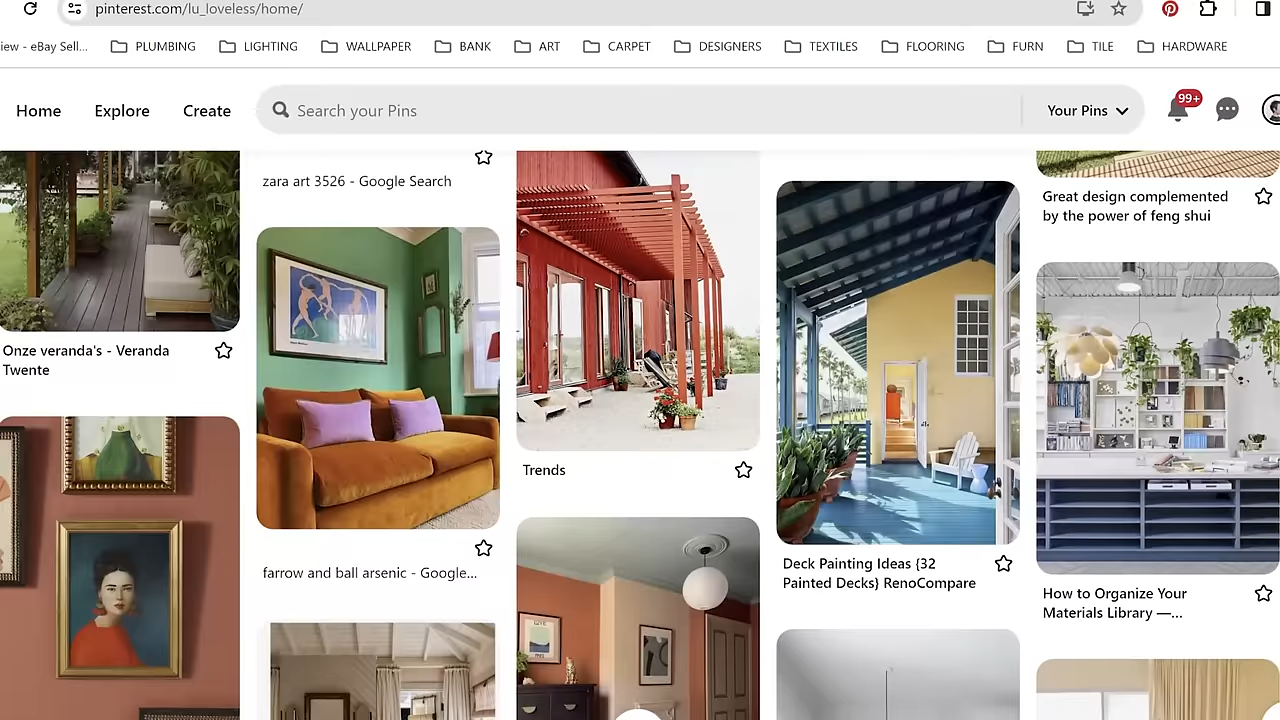 pinterest.com/lu_loveless/home/
iew - eBay Sell...
PLUMBING
LIGHTING
WALLPAPER
BANK
ART
CARPET
DESIGNERS
TEXTILES
FLOORING
FURN
TILE
HARDWARE
Home
Explore
Create
Search your Pins
Your Pins
99+
Onze veranda's - Veranda
Twente
zara art 3526 - Google Search
farrow and ball arsenic - Google...
Trends
Deck Painting Ideas {32
Painted Decks} RenoCompare
Great design complemented
by the power of feng shui
How to Organize Your
Materials Library —...